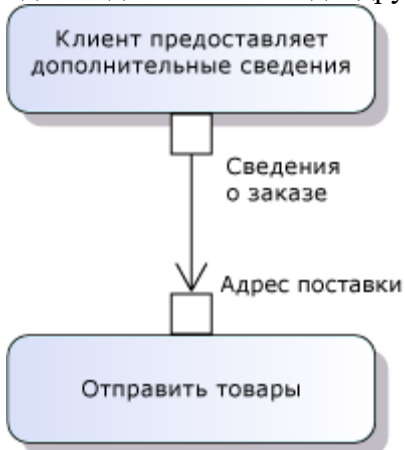 Клиент предоставляет
дополнительные сведения
Сведения
о заказе
Адрес поставки
Отправить товары